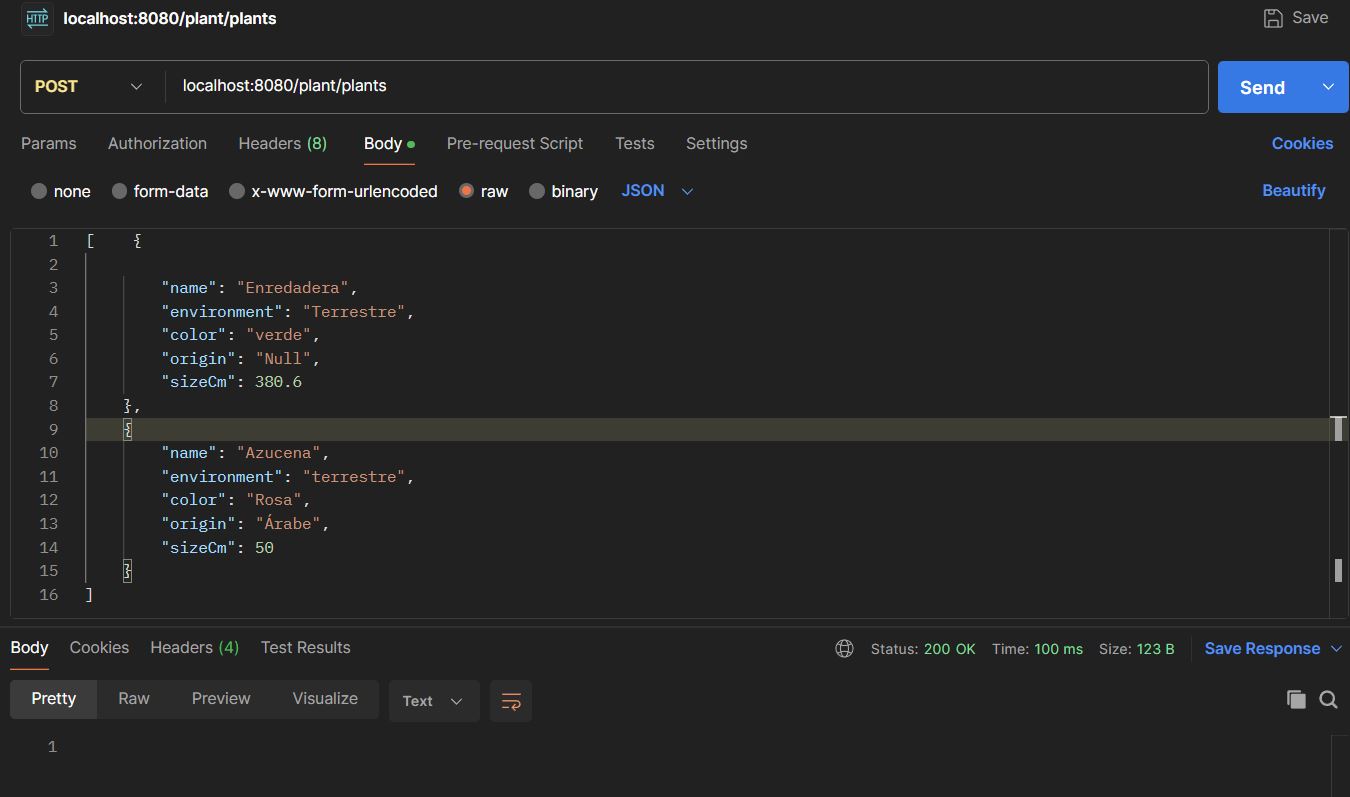 HTTP localhost:8080/plant/plants Save
POST localhost:8080/plant/plants Send
Params Authorization Headers (8) Body Pre-request Script Tests Settings Cookies
none form-data x-www-form-urlencoded raw binary JSON Beautify
1 [    {
2
3 "name": "Enredadera",
4 "environment": "Terrestre",
5 "color": "verde",
6 "origin": "Null",
7 "sizeCm": 380.6
8 },
9 {
10 "name": "Azucena",
11 "environment": "terrestre",
12 "color": "Rosa",
13 "origin": "Árabe",
14 "sizeCm": 50
15 }
16 ]
Body Cookies Headers (4) Test Results Status: 200 OK Time: 100 ms Size: 123 B Save Response
Pretty Raw Preview Visualize Text
1